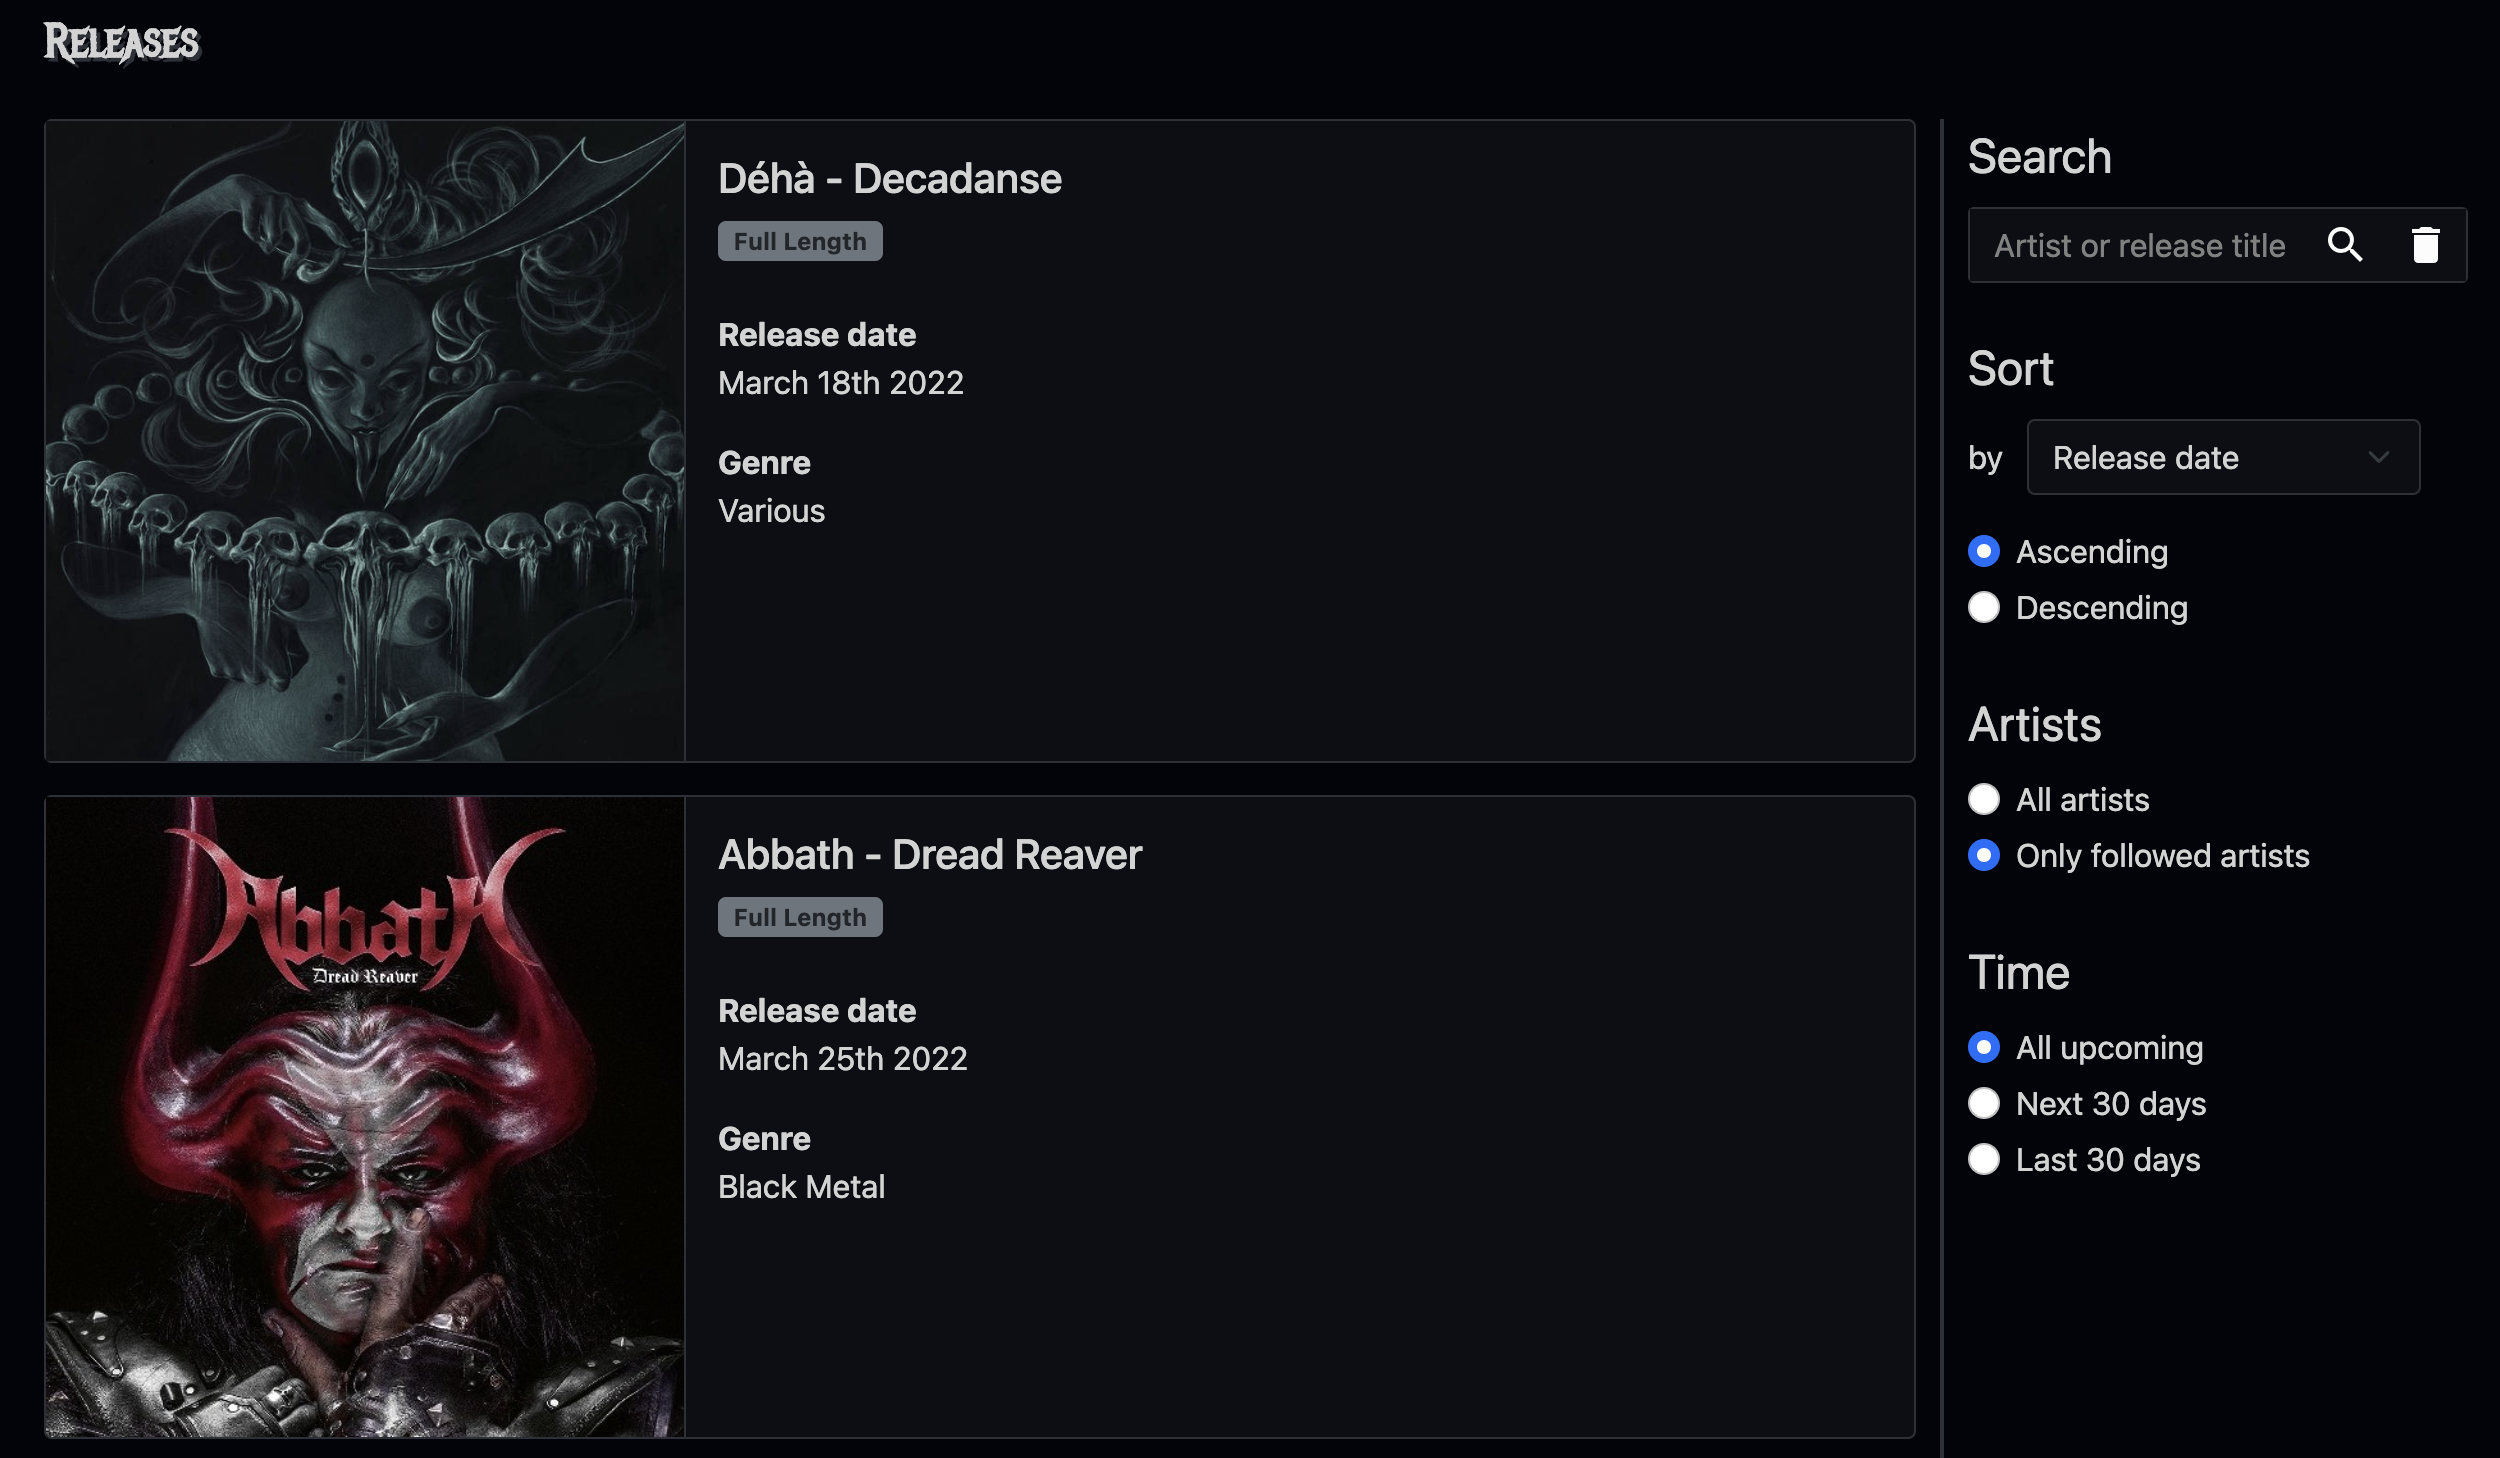 Releases
Déhà - Decadanse
Full Length
Release date
March 18th 2022
Genre
Various
Abbath
Dread Reaver
Abbath - Dread Reaver
Full Length
Release date
March 25th 2022
Genre
Black Metal
Search
Artist or release title
Sort
by
Release date
Ascending
Descending
Artists
All artists
Only followed artists
Time
All upcoming
Next 30 days
Last 30 days